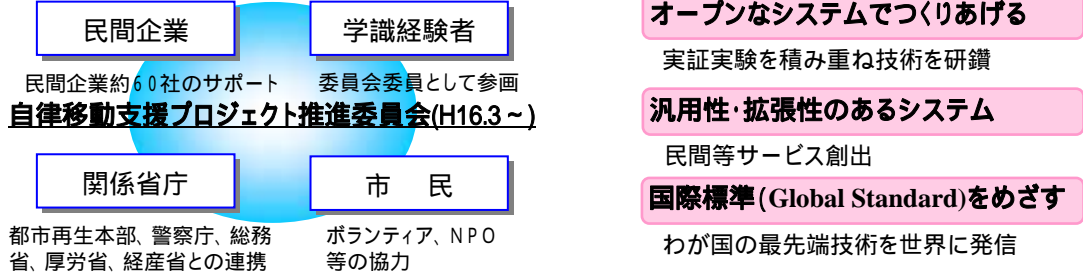 民間企業
学識経験者
民間企業約60社のサポート
委員会委員として参画
自律移動支援プロジェクト推進委員会(H16.3～)
関係省庁
市　民
都市再生本部、警察庁、総務
省、厚労省、経産省との連携
ボランティア、NPO
等の協力
オープンなシステムでつくりあげる
実証実験を積み重ね技術を研鑽
汎用性・拡張性のあるシステム
民間等サービス創出
国際標準(Global Standard)をめざす
わが国の最先端技術を世界に発信